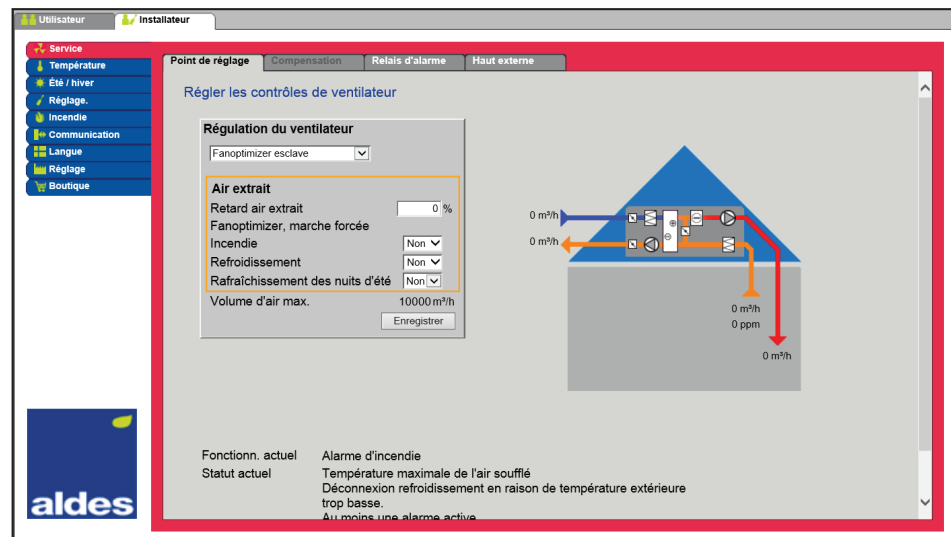 Utilisateur
Installateur
Service
Température
Été / hiver
Réglage.
Incendie
Communication
Langue
Réglage
Boutique
Point de réglage
Compensation
Relais d'alarme
Haut externe
Régler les contrôles de ventilateur
Régulation du ventilateur
Fanoptimizer esclave
Air extrait
Retard air extrait 0 %
Fanoptimizer, marche forcée
Incendie Non
Refroidissement Non
Rafraîchissement des nuits d'été Non
Volume d'air max. 10000 m³/h
Enregistrer
0 m³/h
0 m³/h
0 m³/h
0 ppm
0 m³/h
Fonctionn. actuel Alarme d'incendie
Statut actuel Température maximale de l'air soufflé
Déconnexion refroidissement en raison de température extérieure
trop basse.
Au moins une alarme active
aldes